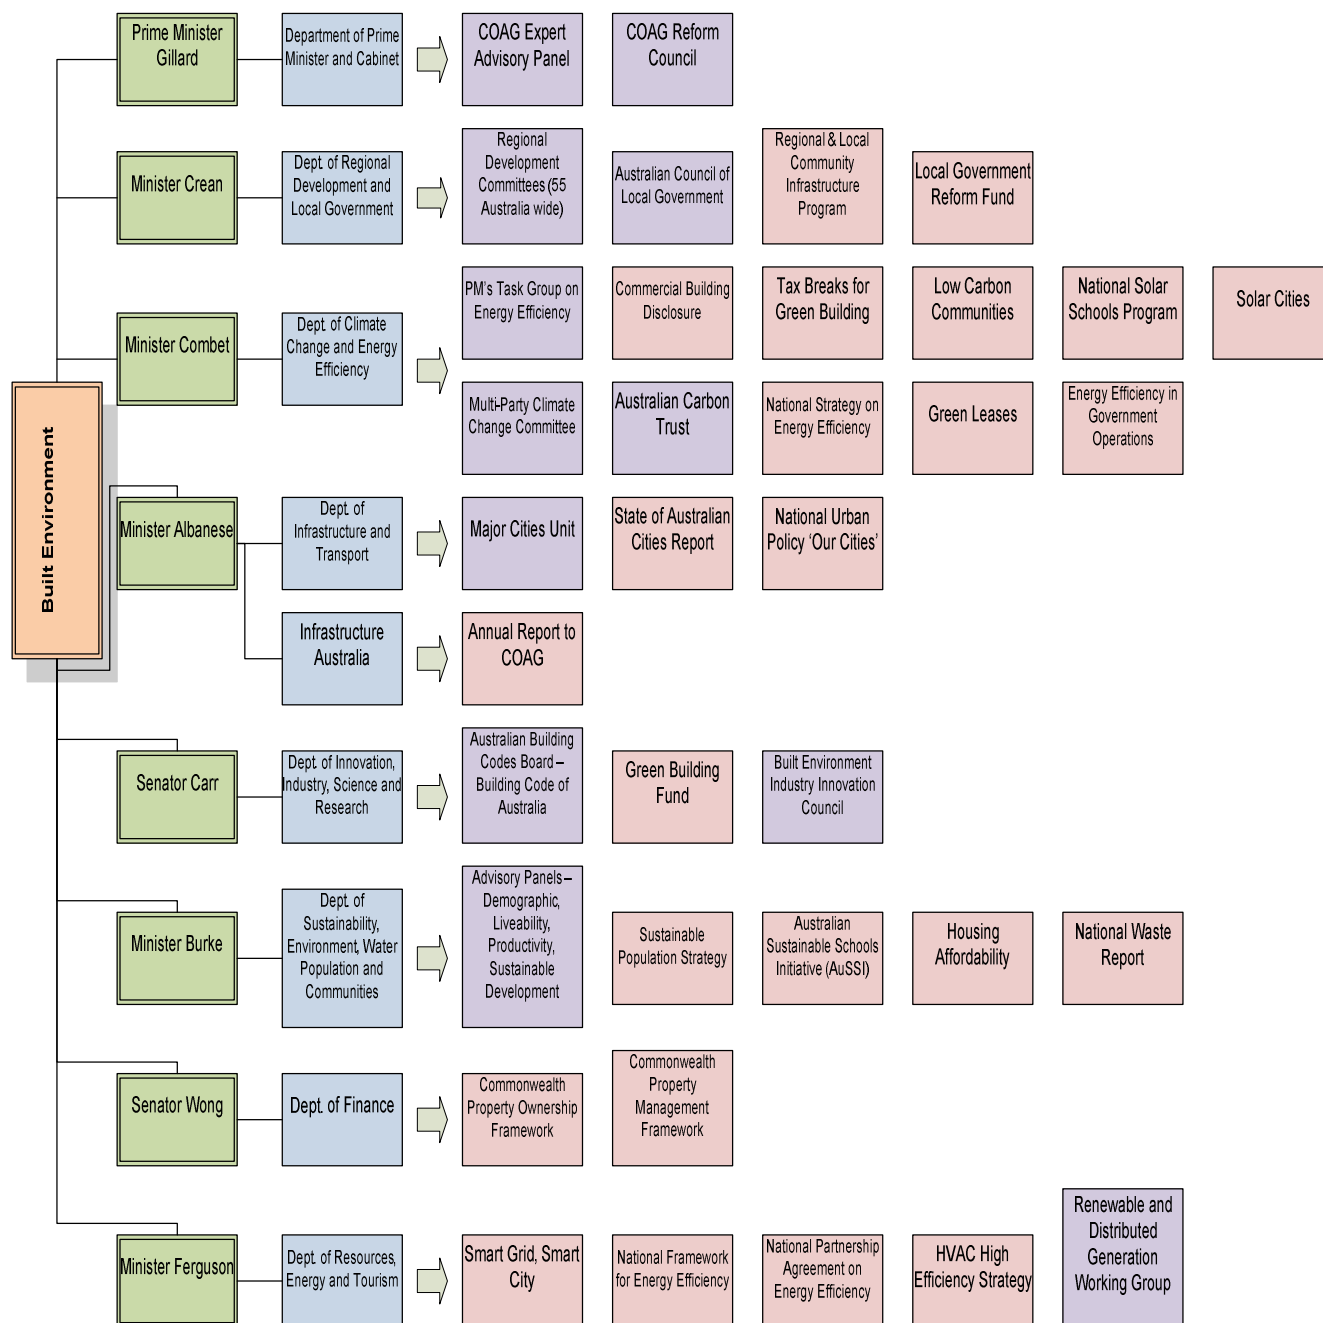 Prime Minister
Gillard
Department of Prime
Minister and Cabinet
COAG Expert
Advisory Panel
COAG Reform
Council
Minister Crean
Dept. of Regional
Development and
Local Government
Regional
Development
Committees (55
Australia wide)
Australian Council of
Local Government
Regional & Local
Community
Infrastructure
Program
Local Government
Reform Fund
Minister Combet
Dept. of Climate
Change and Energy
Efficiency
PM's Task Group on
Energy Efficiency
Commercial Building
Disclosure
Tax Breaks for
Green Building
Low Carbon
Communities
National Solar
Schools Program
Solar Cities
Multi-Party Climate
Change Committee
Australian Carbon
Trust
National Strategy on
Energy Efficiency
Green Leases
Energy Efficiency in
Government
Operations
Built Environment
Minister Albanese
Dept. of
Infrastructure and
Transport
Major Cities Unit
State of Australian
Cities Report
National Urban
Policy ‘Our Cities’
Infrastructure
Australia
Annual Report to
COAG
Senator Carr
Dept. of Innovation,
Industry, Science and
Research
Australian Building
Codes Board –
Building Code of
Australia
Green Building
Fund
Built Environment
Industry Innovation
Council
Minister Burke
Dept. of
Sustainability,
Environment, Water
Population and
Communities
Advisory Panels –
Demographic,
Liveability,
Productivity,
Sustainable
Development
Sustainable
Population Strategy
Australian
Sustainable Schools
Initiative (AuSSI)
Housing
Affordability
National Waste
Report
Senator Wong
Dept. of Finance
Commonwealth
Property Ownership
Framework
Commonwealth
Property
Management
Framework
Minister Ferguson
Dept. of Resources,
Energy and Tourism
Smart Grid, Smart
City
National Framework
for Energy Efficiency
National Partnership
Agreement on
Energy Efficiency
HVAC High
Efficiency Strategy
Renewable and
Distributed
Generation
Working Group